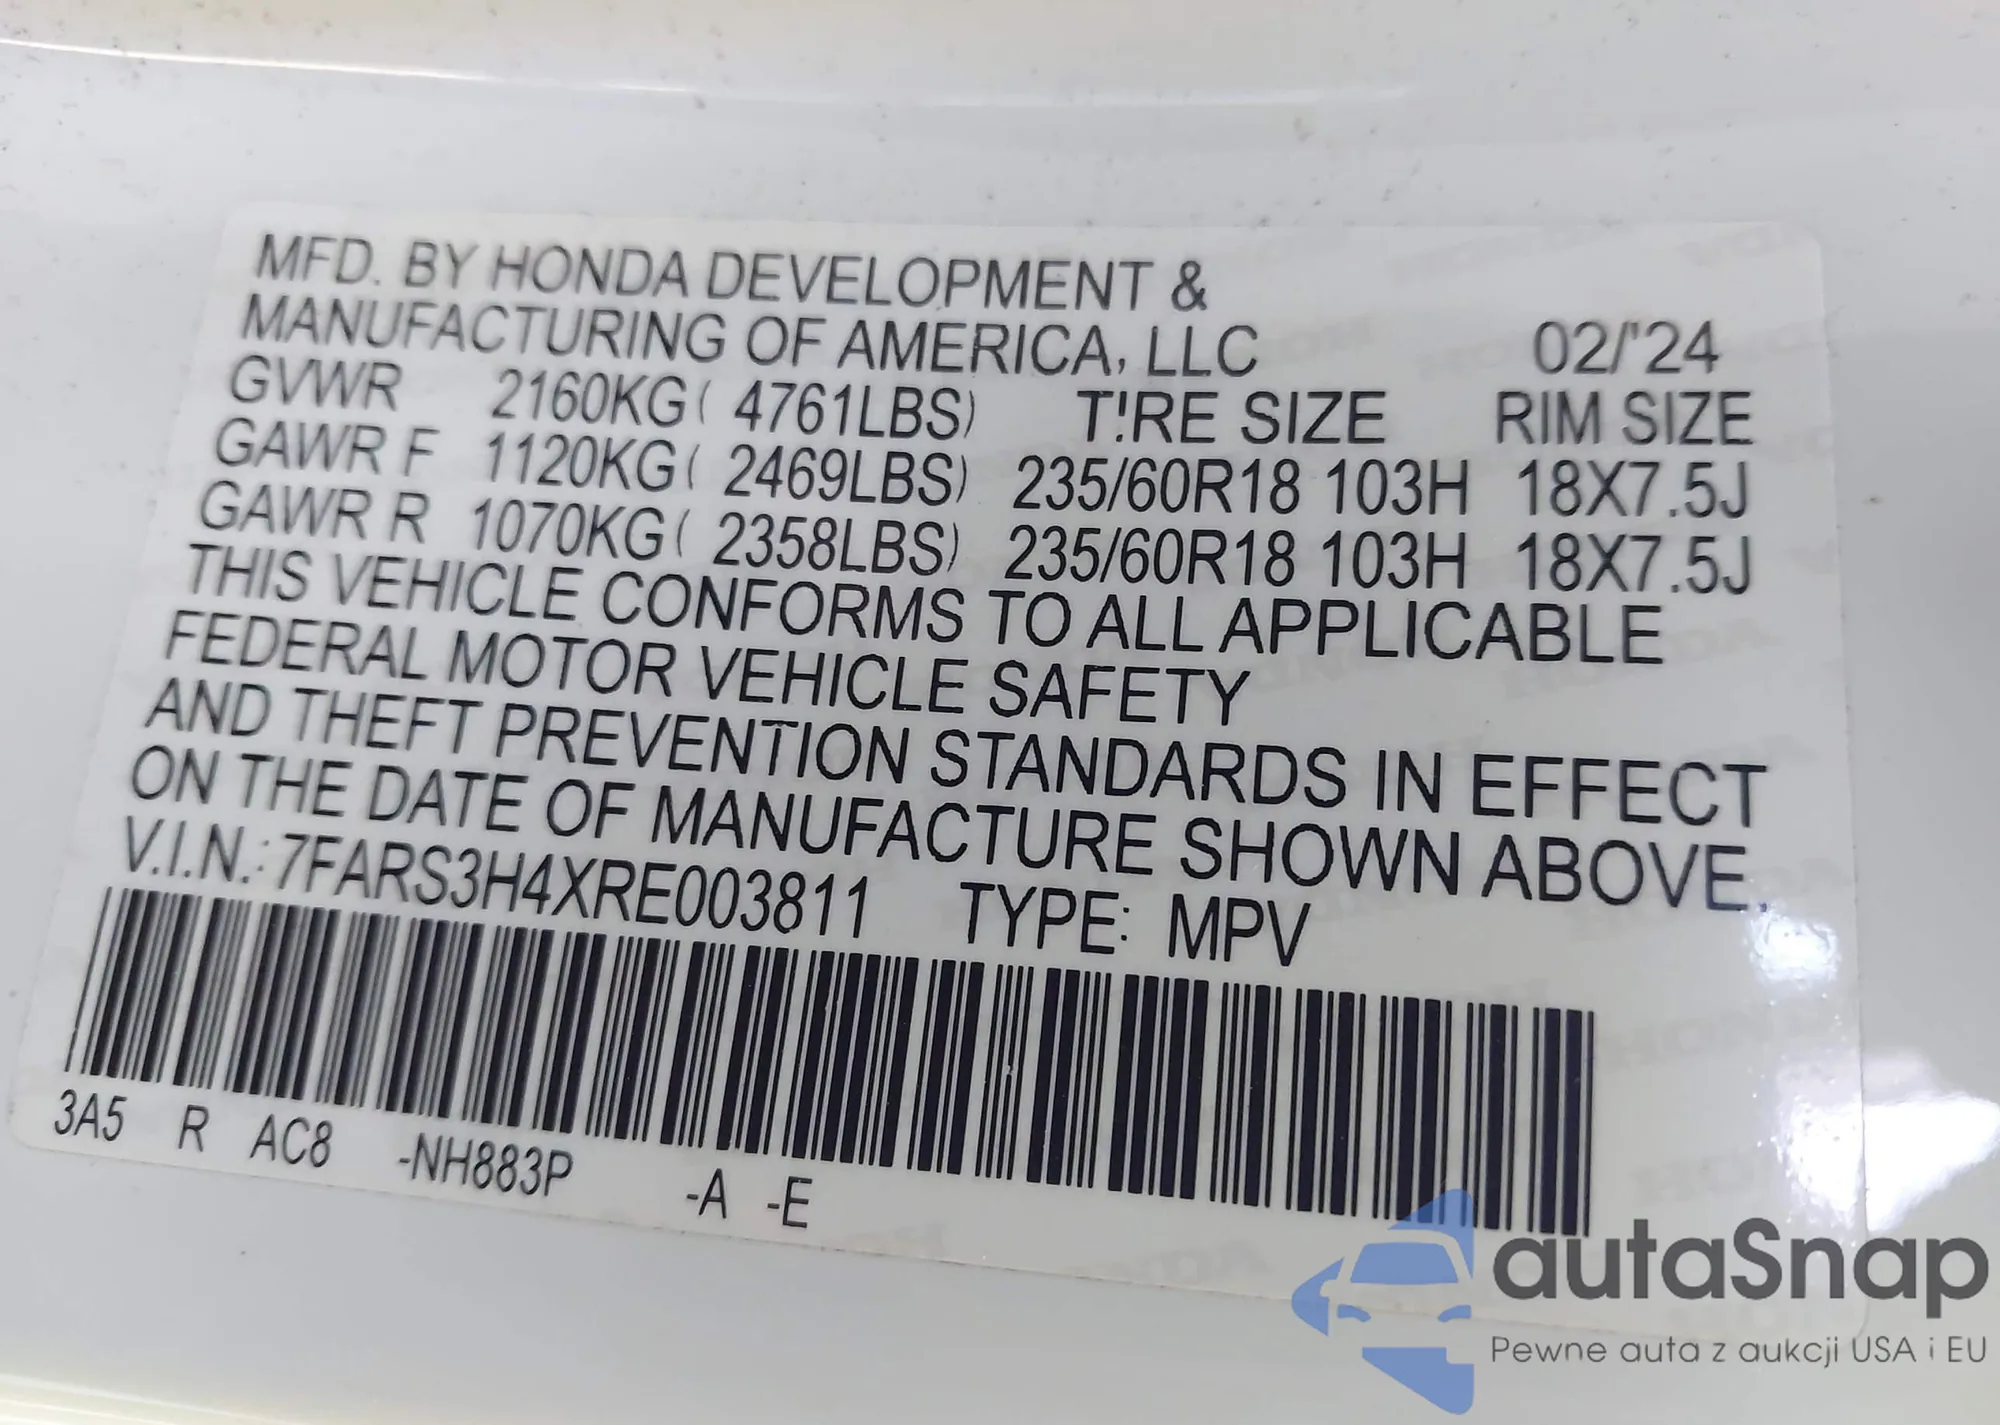 MFD. BY HONDA DEVELOPMENT &
MANUFACTURING OF AMERICA, LLC 02/'24
GVWR 2160KG( 4761LBS) T!RE SIZE RIM SIZE
GAWR F 1120KG( 2469LBS) 235/60R18 103H 18X7.5J
GAWR R 1070KG( 2358LBS) 235/60R18 103H 18X7.5J
THIS VEHICLE CONFORMS TO ALL APPLICABLE
FEDERAL MOTOR VEHICLE SAFETY
AND THEFT PREVENTION STANDARDS IN EFFECT
ON THE DATE OF MANUFACTURE SHOWN ABOVE.
V.I.N.: 7FARS3H4XRE003811 TYPE: MPV
3A5 R AC8 -NH883P -A -E
autaSnap
Pewne auta z aukcji USA i EU